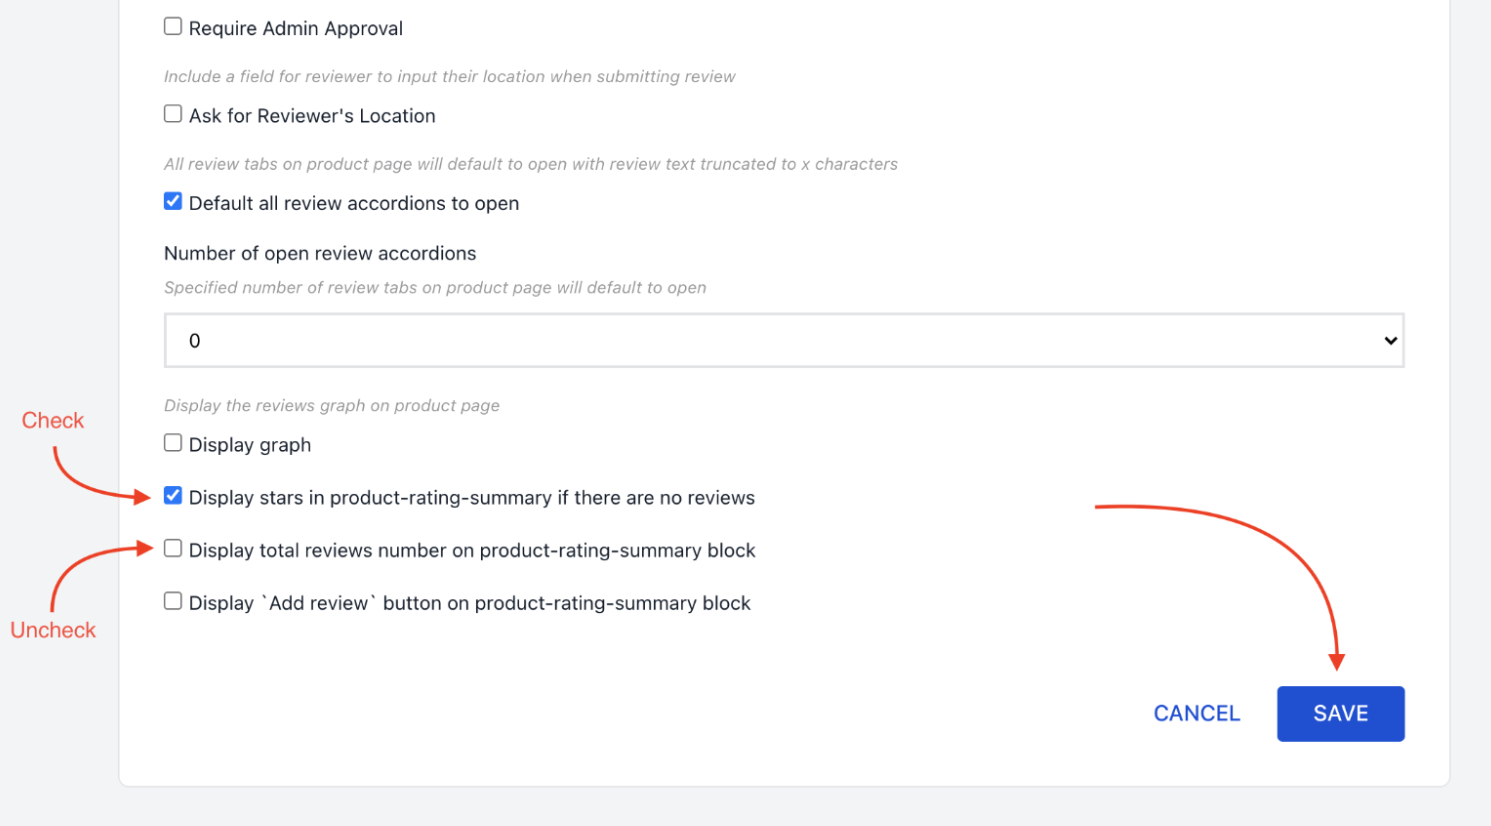 Require Admin Approval
Include a field for reviewer to input their location when submitting review
Ask for Reviewer's Location
All review tabs on product page will default to open with review text truncated to x characters
Default all review accordions to open
Number of open review accordions
Specified number of review tabs on product page will default to open
0
Display the reviews graph on product page
Check
Display graph
Display stars in product-rating-summary if there are no reviews
Display total reviews number on product-rating-summary block
Display `Add review` button on product-rating-summary block
Uncheck
CANCEL
SAVE